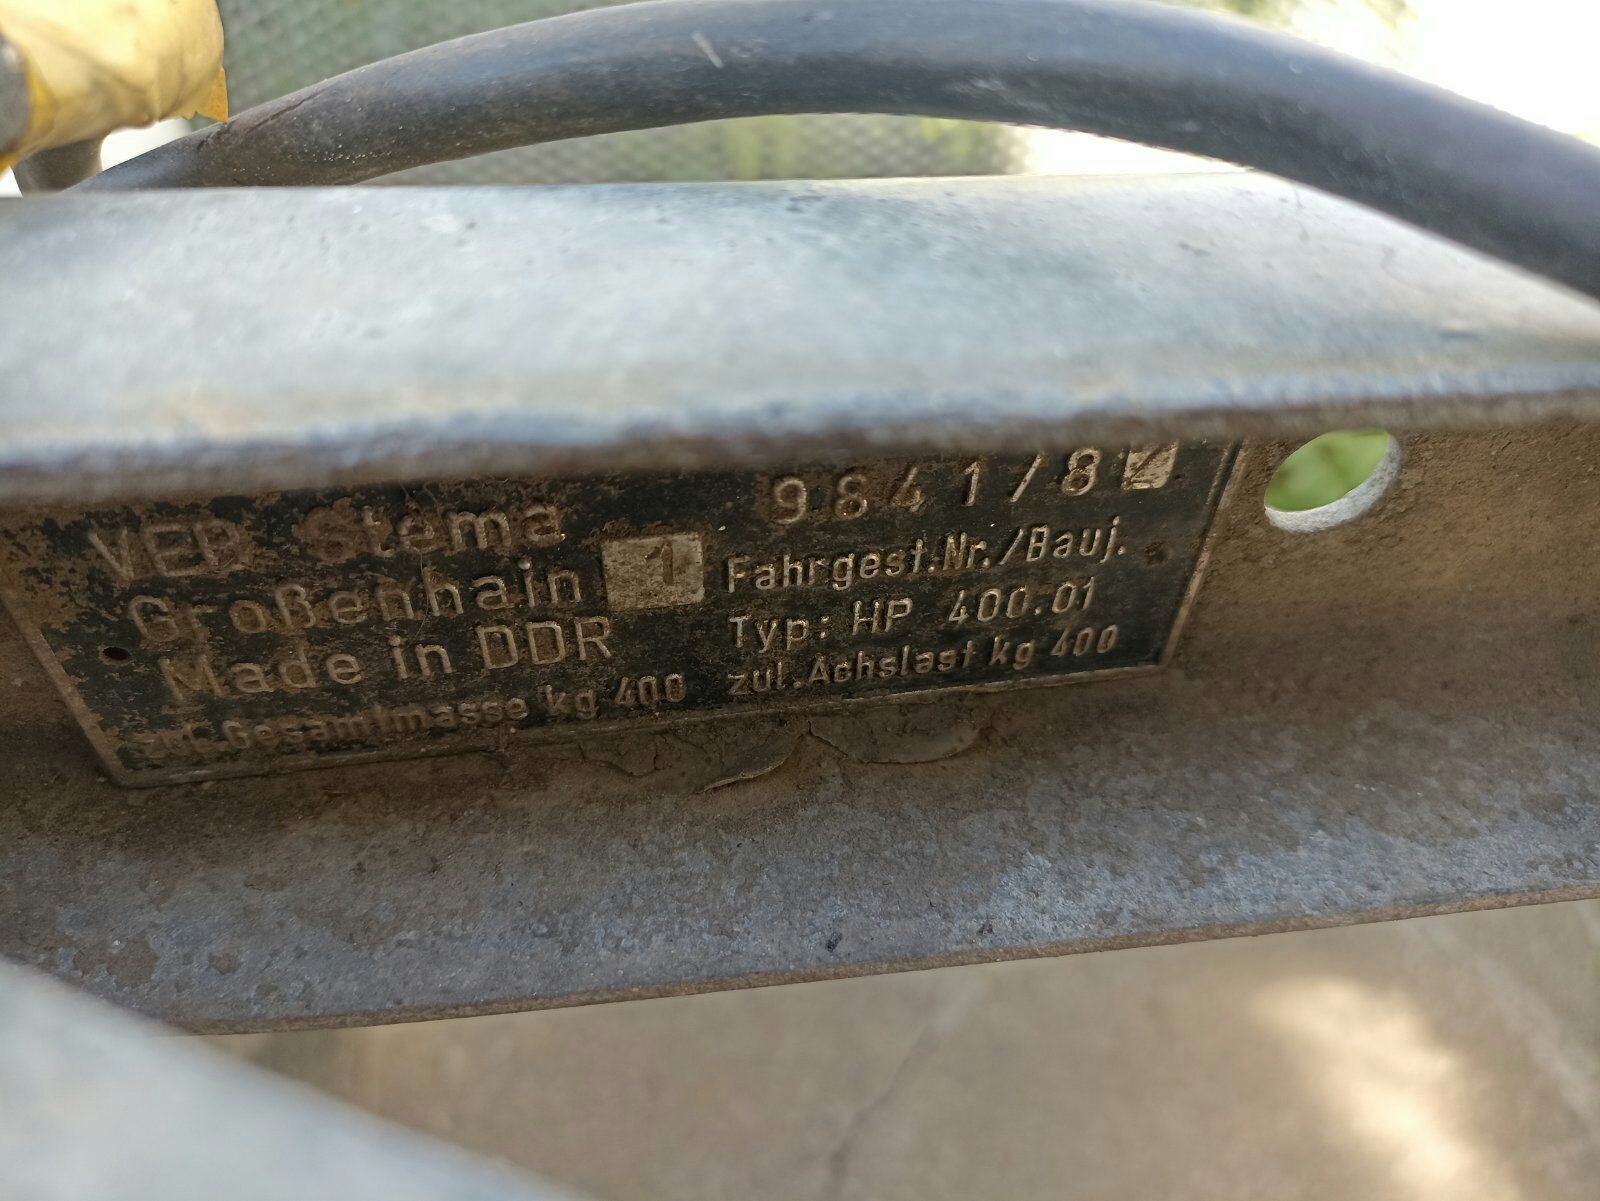 VEB Stema
Großenhain 1
Made in DDR
zul. Gesamtmasse kg 400
9841/82
Fahrgest.Nr./Bauj.
Typ: HP 400.01
zul.Achslast kg 400